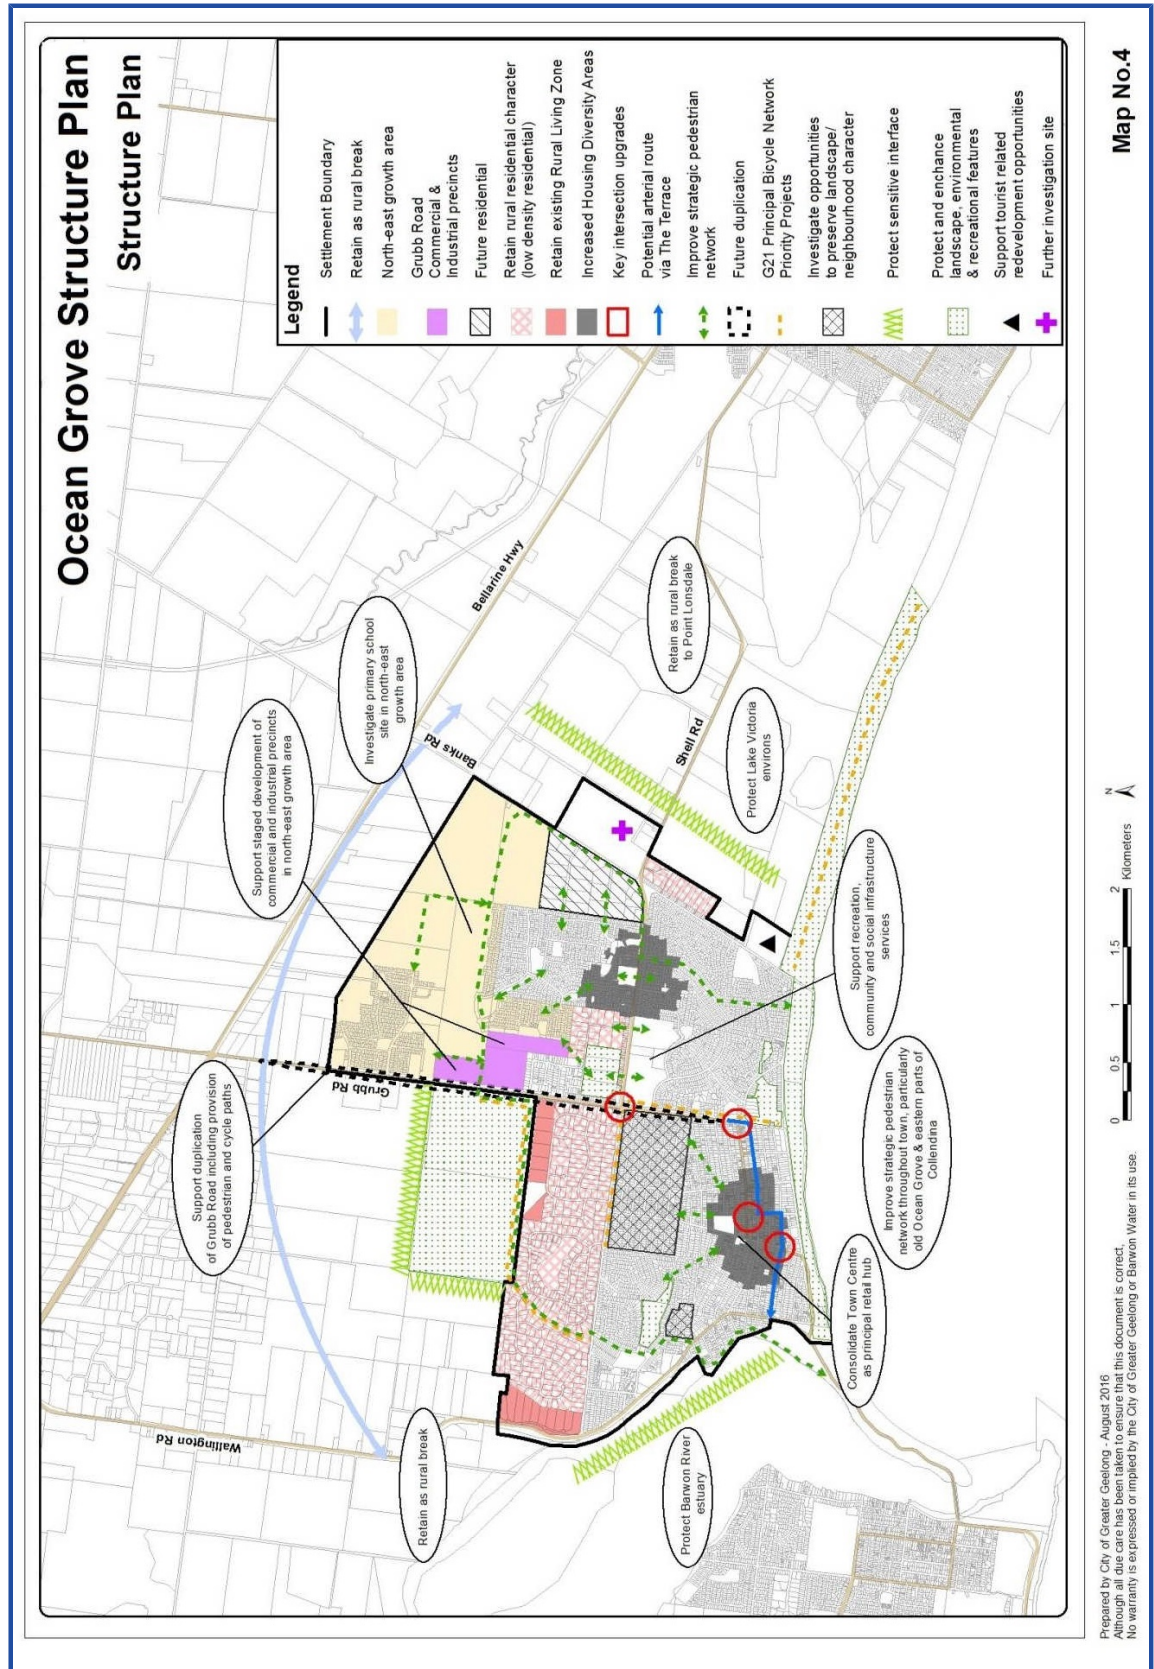 Ocean Grove Structure Plan
Structure Plan
Legend
Settlement Boundary
Retain as rural break
North-east growth area
Grubb Road
Commercial &
Industrial precincts
Future residential
Retain rural residential character
(low density residential)
Retain existing Rural Living Zone
Increased Housing Diversity Areas
Key intersection upgrades
Potential arterial route
via The Terrace
Improve strategic pedestrian
network
Future duplication
G21 Principal Bicycle Network
Priority Projects
Investigate opportunities
to preserve landscape/
neighbourhood character
Protect sensitive interface
Protect and enchance
landscape, environmental
& recreational features
Support tourist related
redevelopment opportunities
Further investigation site
Support duplication
of Grubb Road including provision
of pedestrian and cycle paths
Support staged development of
commercial and industrial precincts
in north-east growth area
Investigate primary school
site in north-east
growth area
Bellarine Hwy
Banks Rd
Grubb Rd
Wallington Rd
Shell Rd
Retain as rural break
Retain as rural break
to Point Lonsdale
Protect Lake Victoria
environs
Protect Barwon River
estuary
Consolidate Town Centre
as principal retail hub
Improve strategic pedestrian
network throughout town, particularly
old Ocean Grove & eastern parts of
Collendina
Support recreation,
community and social infrastructure
services
Prepared by City of Greater Geelong - August 2016
Although all due care has been taken to ensure that this document is correct,
No warranty is expressed or implied by the City of Greater Geelong or Barwon Water in its use.
0 0.5 1 1.5 2
Kilometers
N
Map No.4